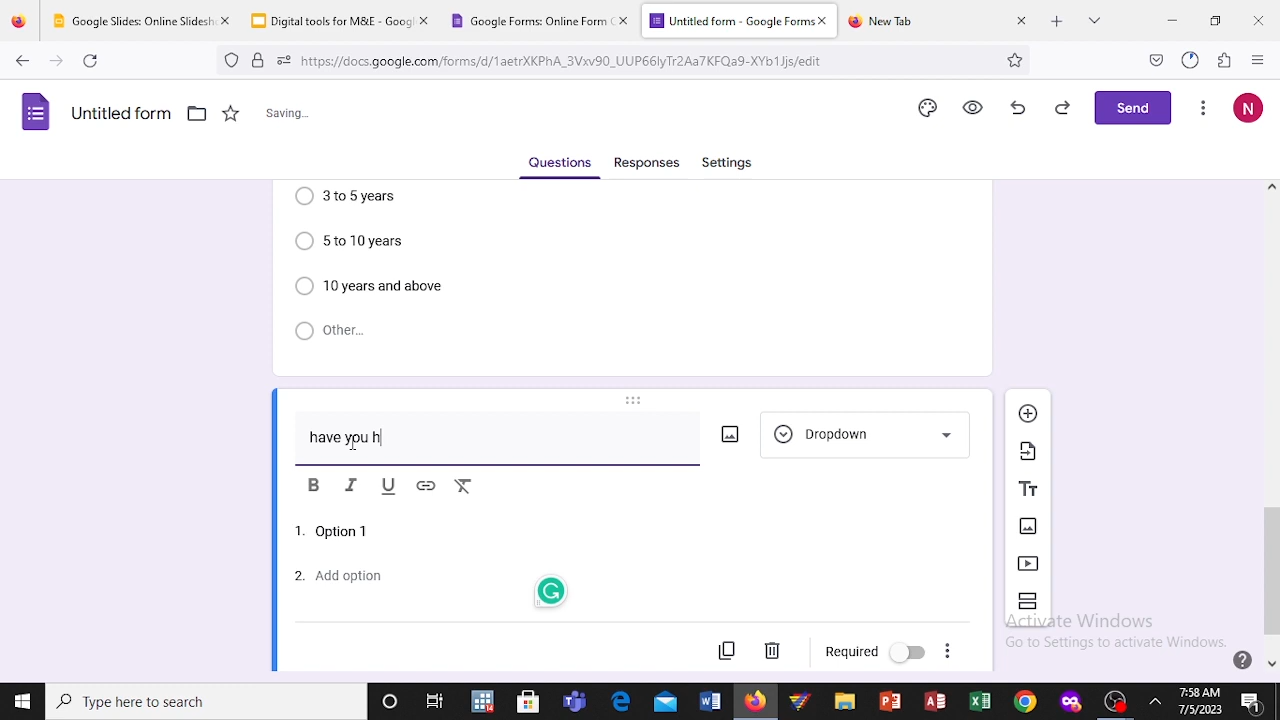 Google Slides: Online Slidesh
Digital tools for M&E - Googl
Google Forms: Online Form C
Untitled form - Google Forms
New Tab
https://docs.google.com/forms/d/1aetrXKPhA_3Vxv90_UUP66lyTr2Aa7KFQa9-XYb1Jjs/edit
Untitled form
Saving...
Send
N
Questions
Responses
Settings
3 to 5 years
5 to 10 years
10 years and above
Other...
have you h
Dropdown
B I U
Tт
1. Option 1
2. Add option
Required
Activate Windows
Go to Settings to activate Windows.
Type here to search
7:58 AM
7/5/2023